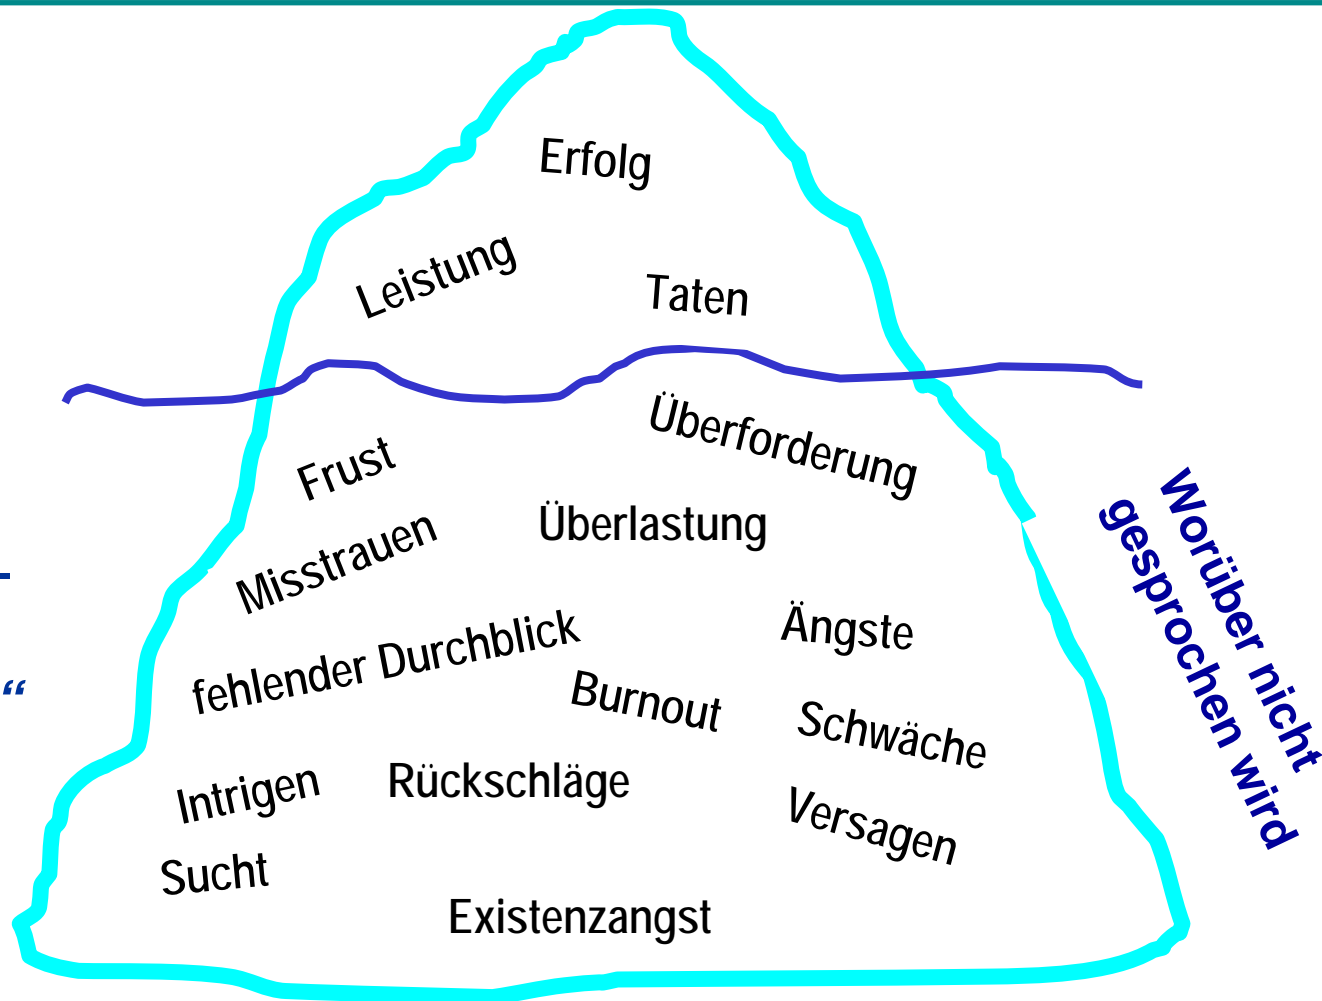 Erfolg
Leistung
Taten
Überforderung
Frust
Überlastung
Misstrauen
Ängste
fehlender Durchblick
Burnout
Schwäche
Intrigen
Rückschläge
Versagen
Sucht
Existenzangst
Worüber nicht
gesprochen wird
-
“